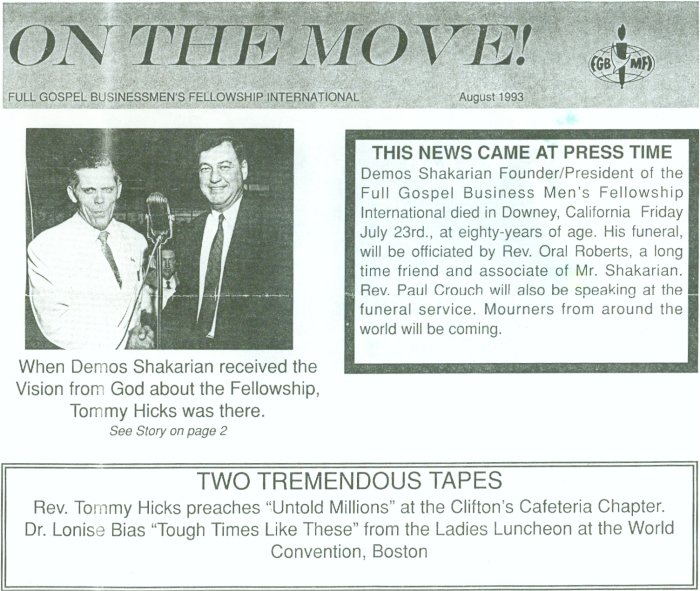 ON THE MOVE!
FGB MFI
FULL GOSPEL BUSINESSMEN'S FELLOWSHIP INTERNATIONAL August 1993
THIS NEWS CAME AT PRESS TIME
Demos Shakarian Founder/President of the
Full Gospel Business Men's Fellowship
International died in Downey, California Friday
July 23rd., at eighty-years of age. His funeral,
will be officiated by Rev. Oral Roberts, a long
time friend and associate of Mr. Shakarian.
Rev. Paul Crouch will also be speaking at the
funeral service. Mourners from around the
world will be coming.
When Demos Shakarian received the
Vision from God about the Fellowship,
Tommy Hicks was there.
See Story on page 2
TWO TREMENDOUS TAPES
Rev. Tommy Hicks preaches “Untold Millions” at the Clifton's Cafeteria Chapter.
Dr. Lonise Bias “Tough Times Like These” from the Ladies Luncheon at the World
Convention, Boston